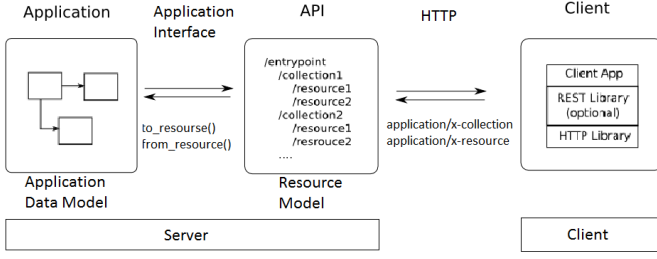 Application
Application
Interface
API
HTTP
Client
/entrypoint
/collection1
/resource1
/resource2
/collection2
/resource1
/resrouce2
....
to_resourse()
from_resource()
application/x-collection
application/x-resource
Client App
REST Library
(optional)
HTTP Library
Application
Data Model
Resource
Model
Server
Client